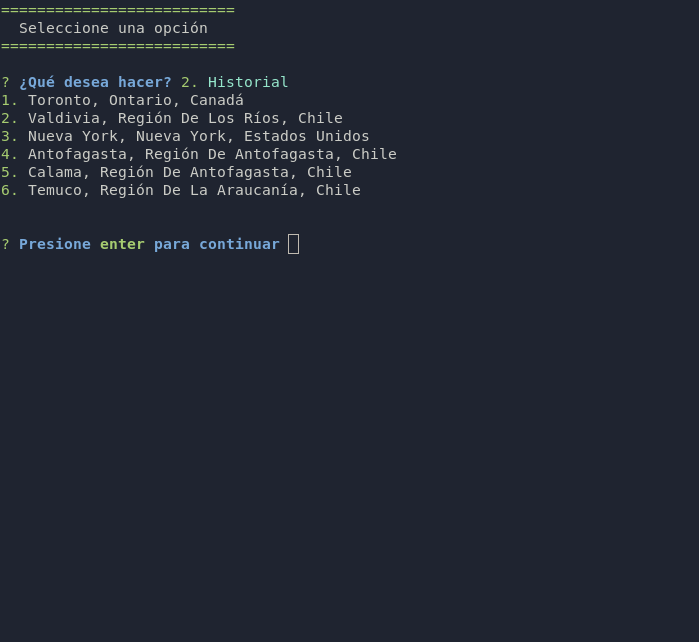 ==========================
Seleccione una opción
==========================
? ¿Qué desea hacer? 2. Historial
1. Toronto, Ontario, Canadá
2. Valdivia, Región De Los Ríos, Chile
3. Nueva York, Nueva York, Estados Unidos
4. Antofagasta, Región De Antofagasta, Chile
5. Calama, Región De Antofagasta, Chile
6. Temuco, Región De La Araucanía, Chile
? Presione enter para continuar